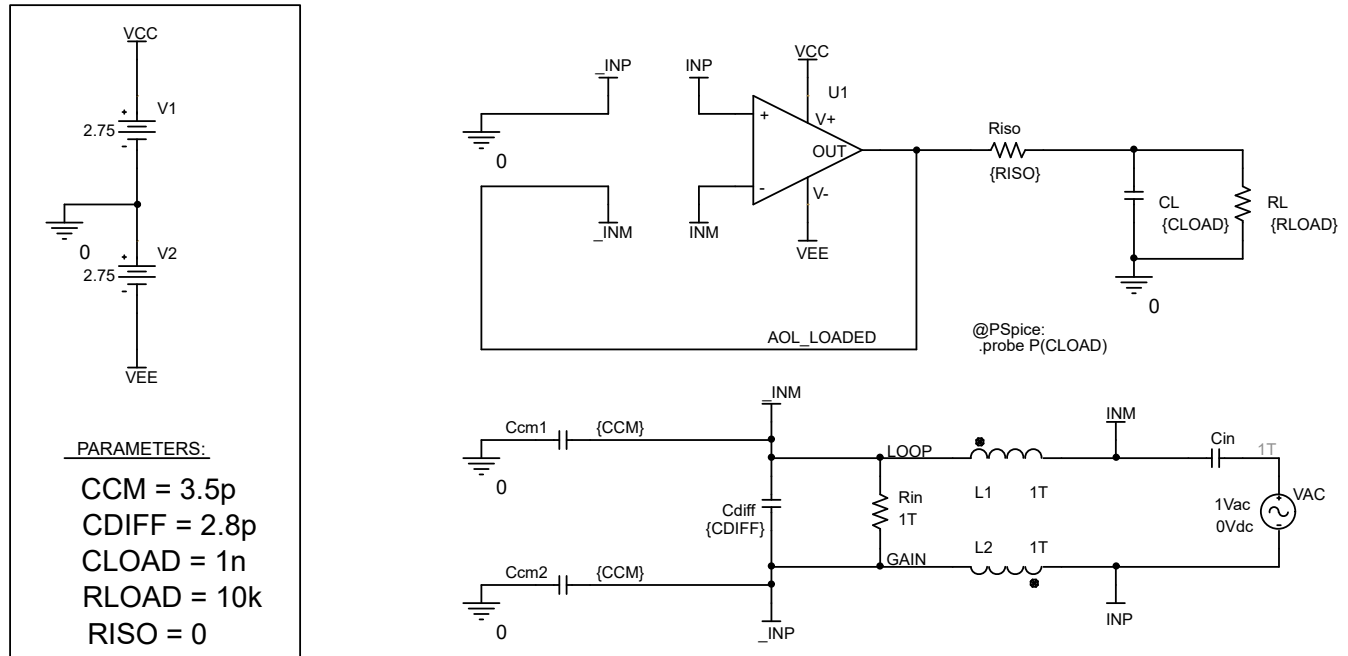 VCC
V1
+
2.75
-
0
V2
+
2.75
-
VEE
PARAMETERS:
CCM = 3.5p
CDIFF = 2.8p
CLOAD = 1n
RLOAD = 10k
RISO = 0
_INP
INP
VCC
U1
V+
+
OUT
-
V-
0
_INM
INM
VEE
Riso
{RISO}
CL
{CLOAD}
RL
{RLOAD}
0
AOL_LOADED
@PSpice:
.probe P(CLOAD)
_INM
INM
Ccm1
{CCM}
0
LOOP
L1
1T
Cin
1T
Cdiff
{CDIFF}
Rin
1T
1Vac
0Vdc
+
-
VAC
GAIN
L2
1T
Ccm2
{CCM}
0
_INP
INP